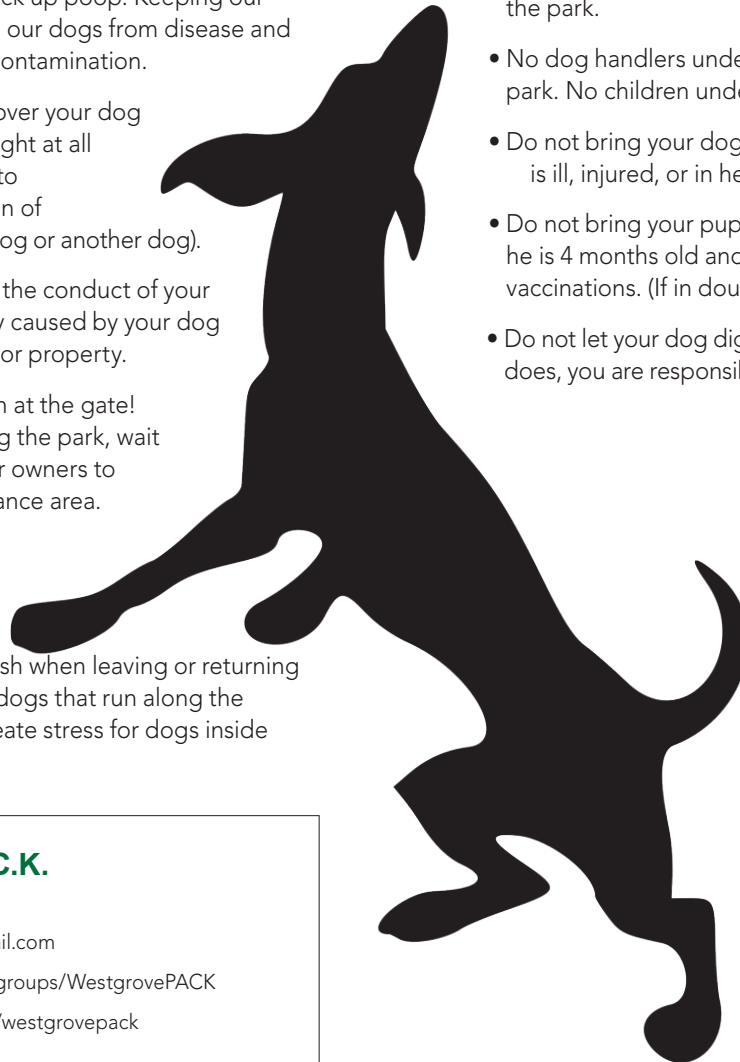 ck up poop. Keeping our
our dogs from disease and
ontamination.
over your dog
ght at all
to
n of
og or another dog).
the conduct of your
y caused by your dog
or property.
n at the gate!
g the park, wait
r owners to
ance area.
sh when leaving or returning
dogs that run along the
eate stress for dogs inside
C.K.
ail.com
groups/WestgrovePACK
/westgrovepack
the park.
• No dog handlers unde
park. No children unde
• Do not bring your dog
is ill, injured, or in he
• Do not bring your pup
he is 4 months old and
vaccinations. (If in dou
• Do not let your dog dig
does, you are responsil